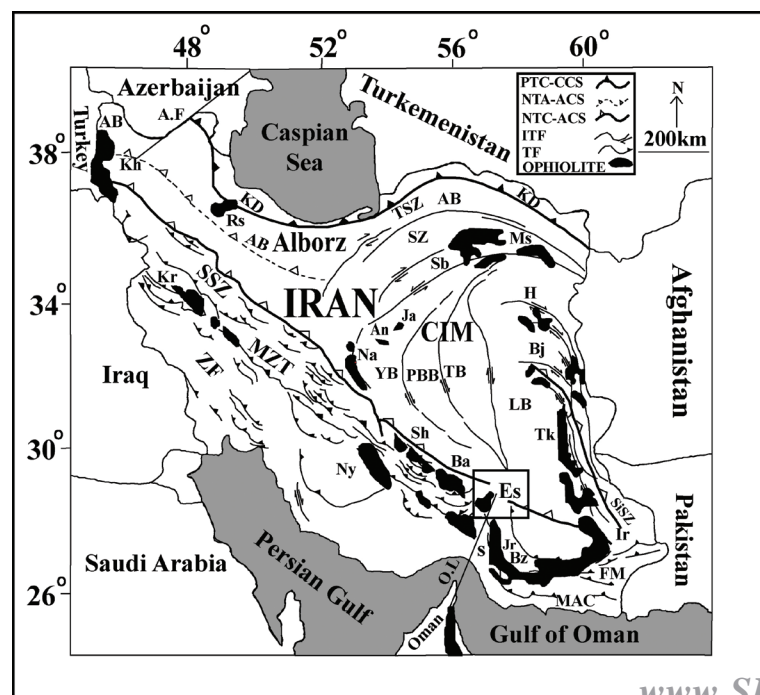 48° 52° 56° 60°
Azerbaijan
A.F
Turkmenistan
Caspian
Sea
PTC-CCS
NTA-ACS
NTC-ACS
ITF
TF
OPHIOLITE
N
200km
Turkey
AB
38°
Kh
Rs
KD
AB
Alborz
TSZ
AB
KD
SZ
Ms
Sb
SSZ
Kr
IRAN
34°
MZT
ZF
Iraq
An
Ja
CIM
H
Na
YB
PBB
TB
Bj
LB
Afghanistan
30°
Sh
Tk
Ny
Ba
Es
SiSZ
Ir
Pakistan
Saudi Arabia
Persian Gulf
O.L
S
Jr
Bz
FM
MAC
26°
Oman
Gulf of Oman